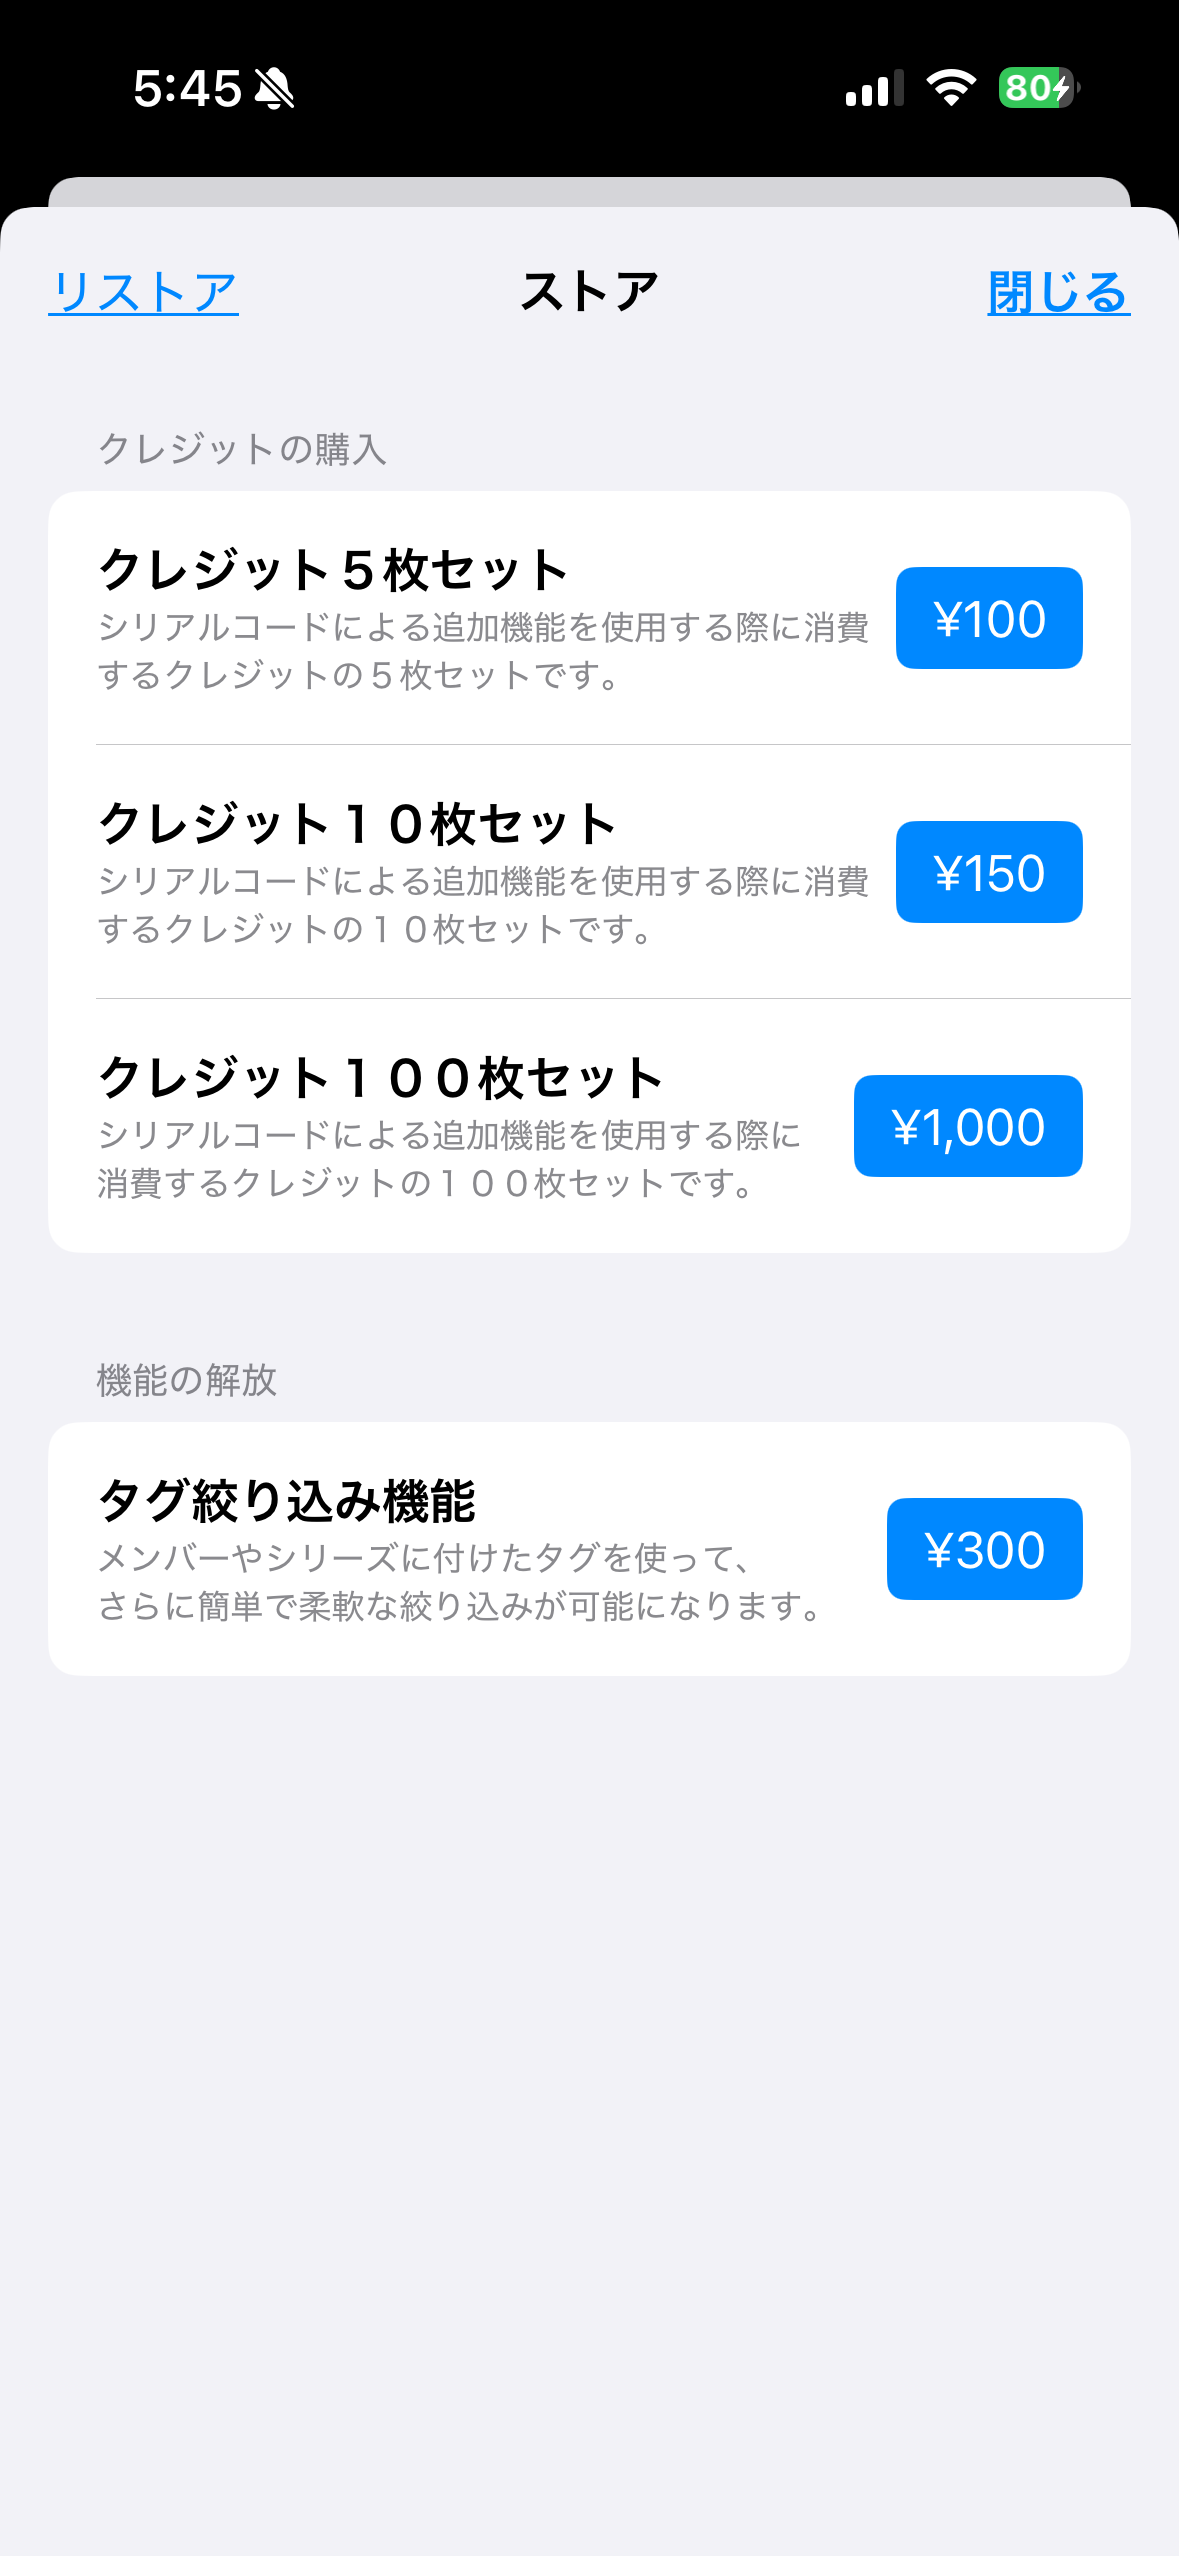 5:45
80
リストア
ストア
閉じる
クレジットの購入
クレジット５枚セット
シリアルコードによる追加機能を使用する際に消費
するクレジットの５枚セットです。
¥100
クレジット１０枚セット
シリアルコードによる追加機能を使用する際に消費
するクレジットの１０枚セットです。
¥150
クレジット１００枚セット
シリアルコードによる追加機能を使用する際に
消費するクレジットの１００枚セットです。
¥1,000
機能の解放
タグ絞り込み機能
メンバーやシリーズに付けたタグを使って、
さらに簡単で柔軟な絞り込みが可能になります。
¥300